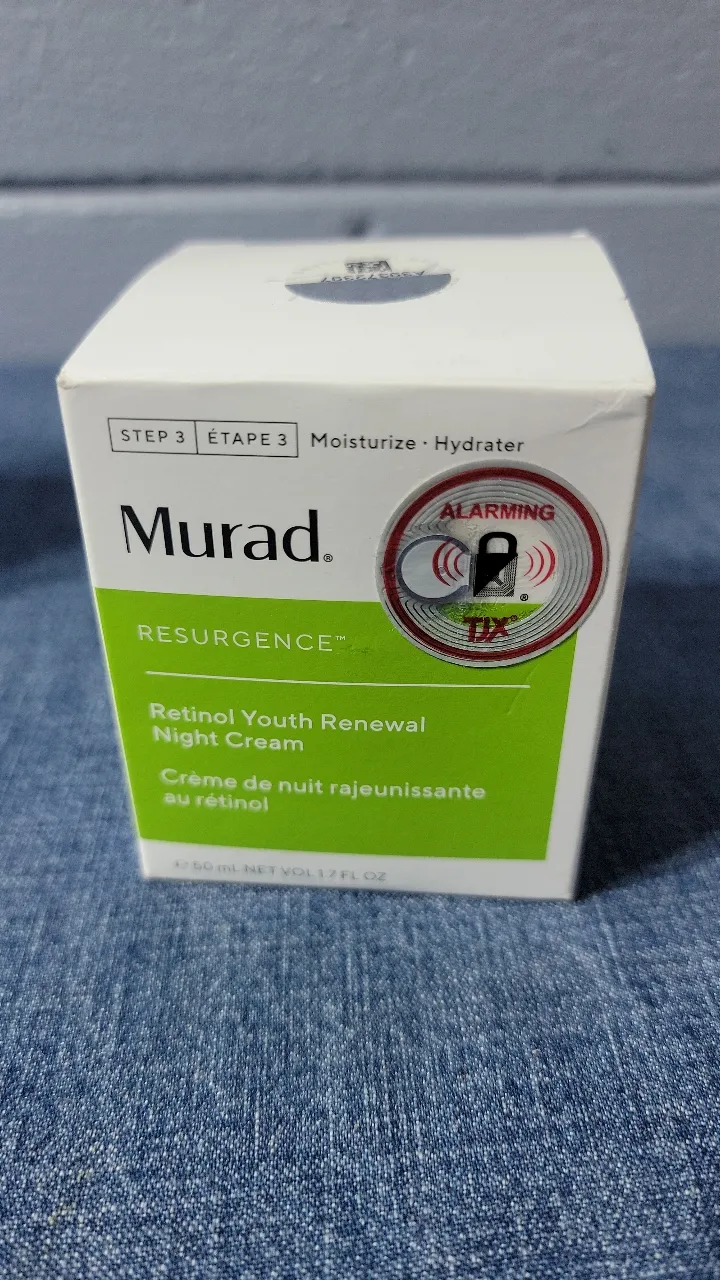 STEP 3 ÉTAPE 3 Moisturize · Hydrater
Murad®
ALARMING
®
TJX®
RESURGENCE™
Retinol Youth Renewal
Night Cream
Crème de nuit rajeunissante
au rétinol
50 mL NET VOL 1.7 FL OZ